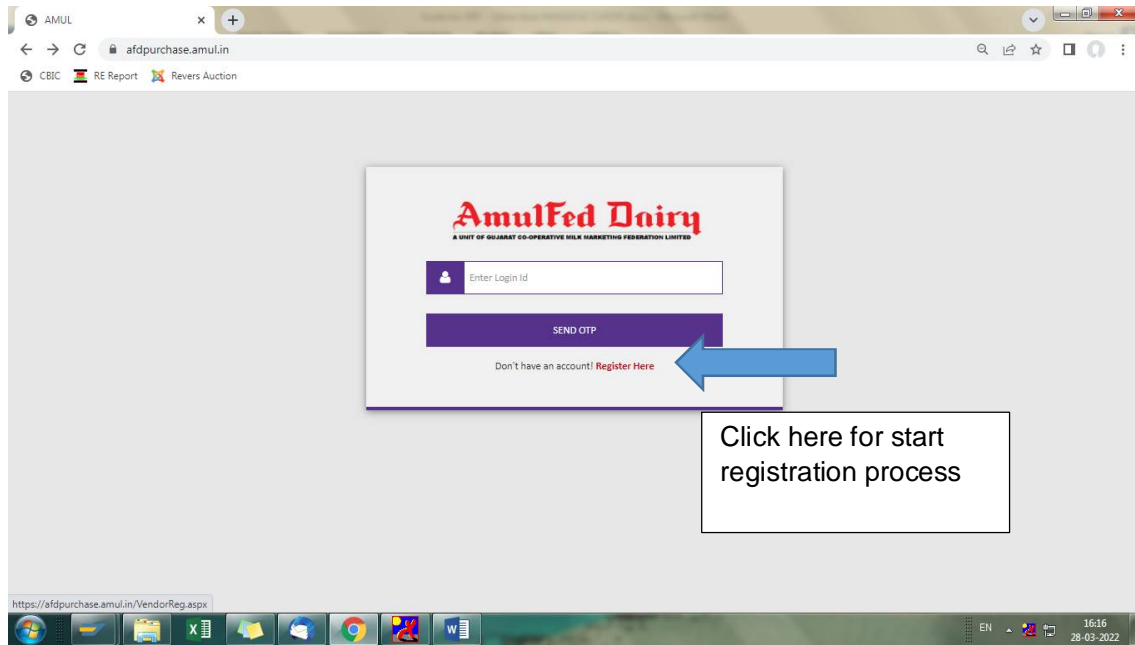 AMUL
afdpurchase.amul.in
CBIC RE Report Revers Auction
AmulFed Dairy
A UNIT OF GUJARAT CO-OPERATIVE MILK MARKETING FEDERATION LIMITED
Enter Login Id
SEND OTP
Don't have an account! Register Here
Click here for start
registration process
https://afdpurchase.amul.in/VendorReg.aspx
EN 16:16
28-03-2022